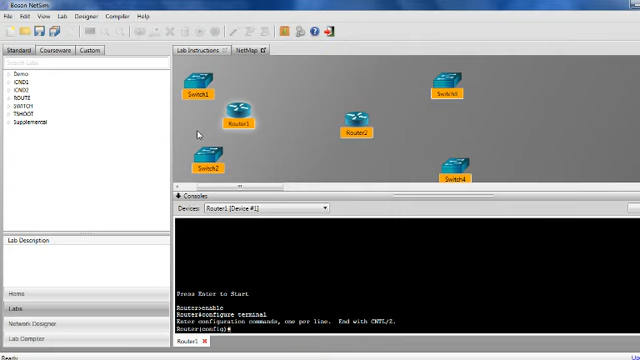 Boson NetSim
File Edit View Lab Designer Compiler Help
Standard Courseware Custom
Lab Instructions NetMap
Search Labs
Demo
ICND1
ICND2
ROUTE
SWITCH
TSHOOT
Supplemental
Switch1
Router1
Router2
Switch2
Switch4
Consoles
Devices: Router1 [Device #1]
Lab Description
Press Enter to Start
Router>enable
Router#configure terminal
Enter configuration commands, one per line. End with CNTL/Z.
Router(config)#
Home
Labs
Network Designer
Lab Compiler
Router1